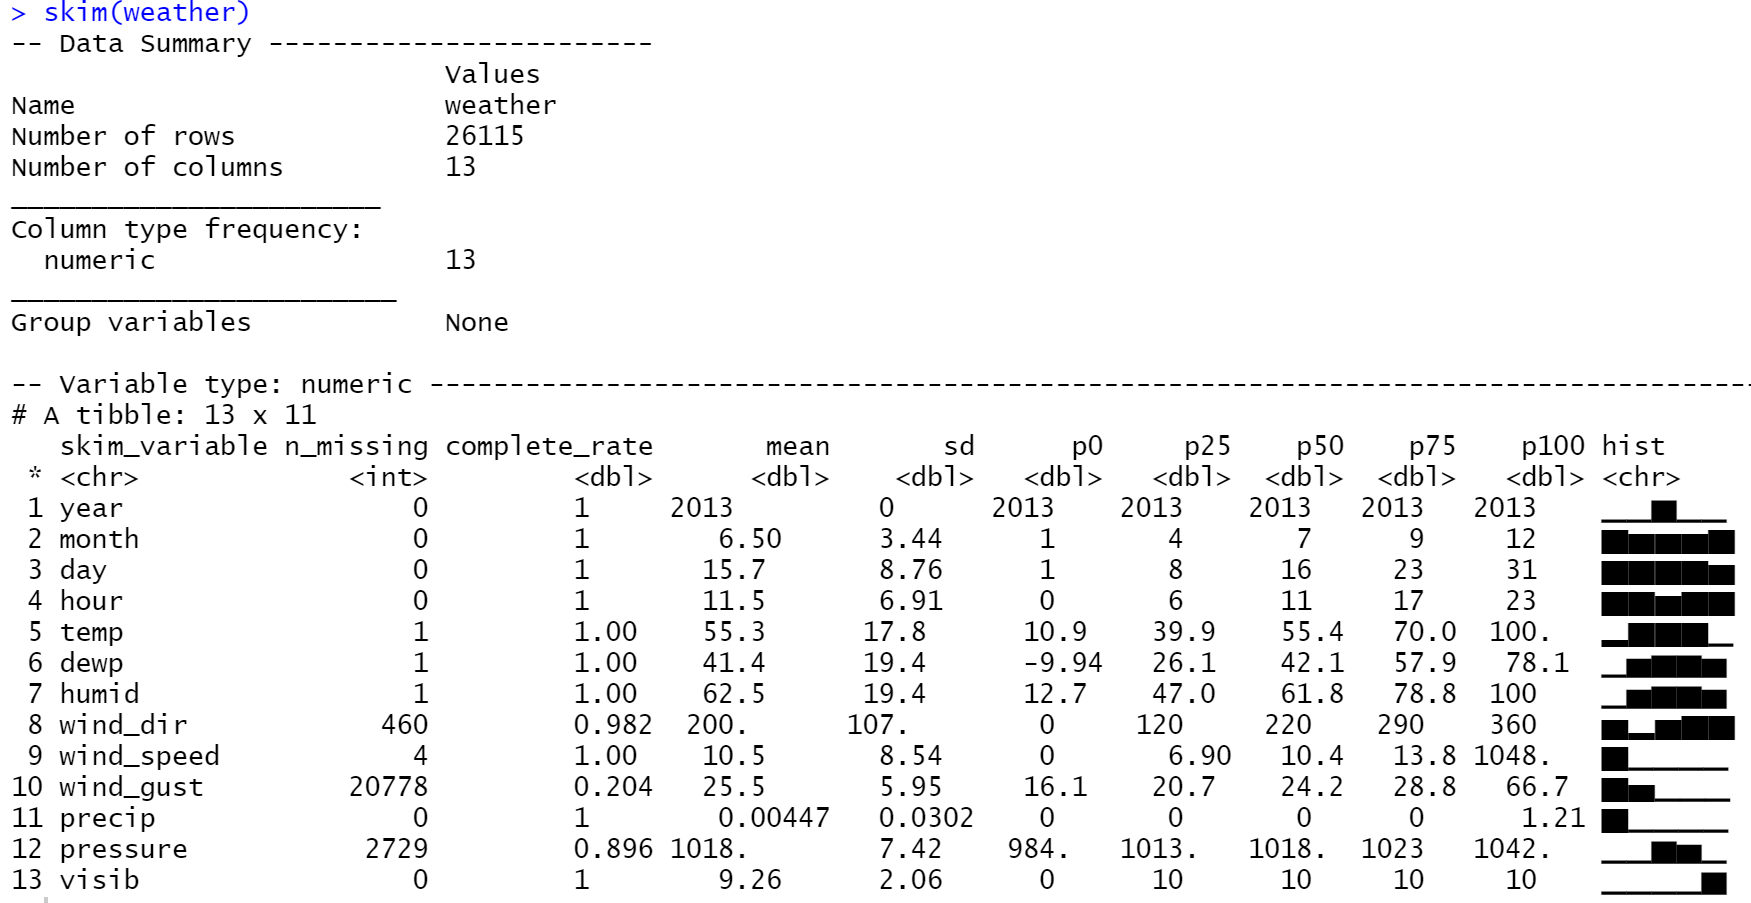 > skim(weather)
-- Data Summary ------------------------
                           Values
Name                       weather
Number of rows             26115
Number of columns          13
_______________________
Column type frequency:
  numeric                  13
________________________
Group variables            None
-- Variable type: numeric ----------------------------------------------------------------------------------
# A tibble: 13 x 11
   skim_variable n_missing complete_rate       mean       sd      p0     p25    p50    p75    p100 hist
 * <chr>             <int>         <dbl>      <dbl>    <dbl>   <dbl>   <dbl>  <dbl>  <dbl>   <dbl> <chr>
 1 year                  0         1     2013       0      2013    2013    2013   2013   2013    ▁▁▇▁▁
 2 month                 0         1        6.50    3.44      1       4       7      9     12    ▇▆▆▆▇
 3 day                   0         1       15.7     8.76      1       8      16     23     31    ▇▇▇▇▆
 4 hour                  0         1       11.5     6.91      0       6      11     17     23    ▇▇▆▇▇
 5 temp                  1         1.00    55.3    17.8      10.9    39.9    55.4   70.0  100.   ▂▇▇▇▁
 6 dewp                  1         1.00    41.4    19.4      -9.94   26.1    42.1   57.9   78.1  ▁▆▇▇▆
 7 humid                 1         1.00    62.5    19.4      12.7    47.0    61.8   78.8  100    ▁▆▇▇▆
 8 wind_dir            460         0.982  200.    107.        0     120     220    290    360    ▆▂▆▇▇
 9 wind_speed            4         1.00    10.5     8.54      0       6.90   10.4   13.8 1048.   ▇▁▁▁▁
10 wind_gust         20778         0.204   25.5     5.95     16.1    20.7    24.2   28.8   66.7  ▇▅▁▁▁
11 precip                0         1        0.00447 0.0302    0       0       0      0      1.21 ▇▁▁▁▁
12 pressure           2729         0.896 1018.      7.42    984.   1013.   1018.  1023   1042.   ▁▁▇▆▁
13 visib                 0         1        9.26    2.06      0      10      10     10     10    ▁▁▁▁▇